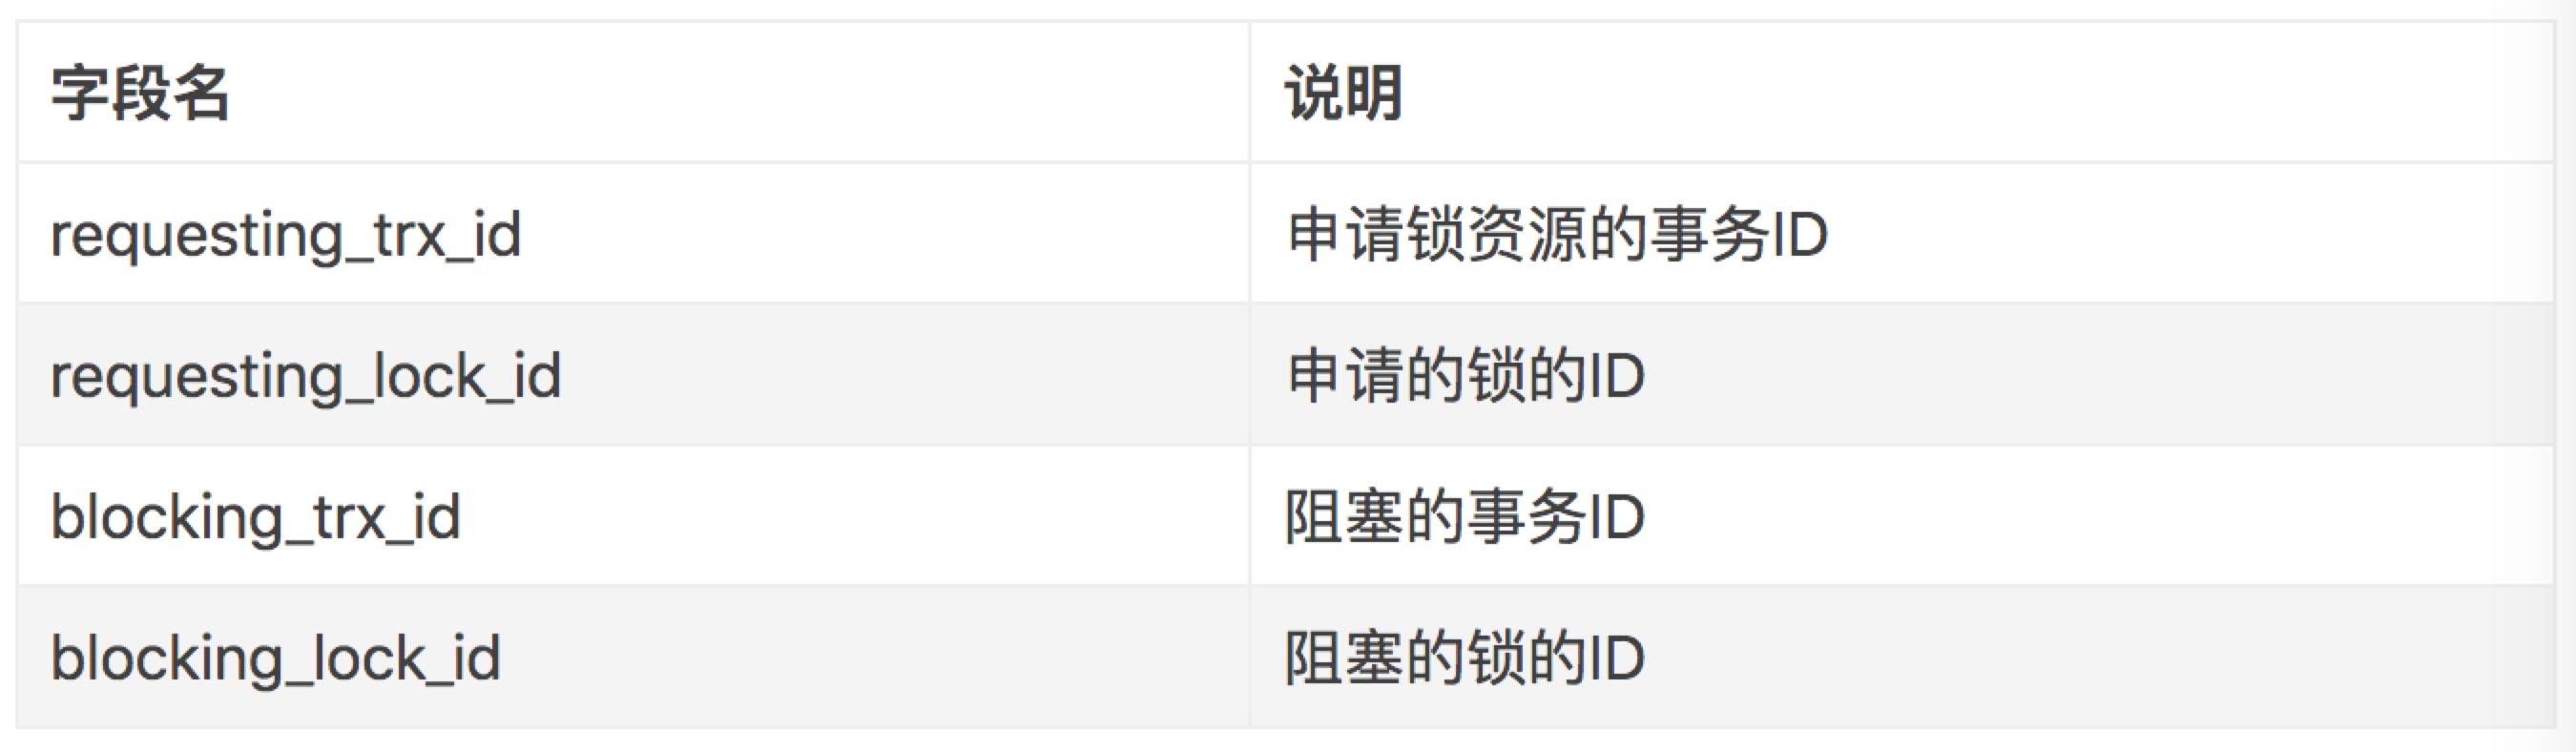 字段名 说明
requesting_trx_id 申请锁资源的事务ID
requesting_lock_id 申请的锁的ID
blocking_trx_id 阻塞的事务ID
blocking_lock_id 阻塞的锁的ID